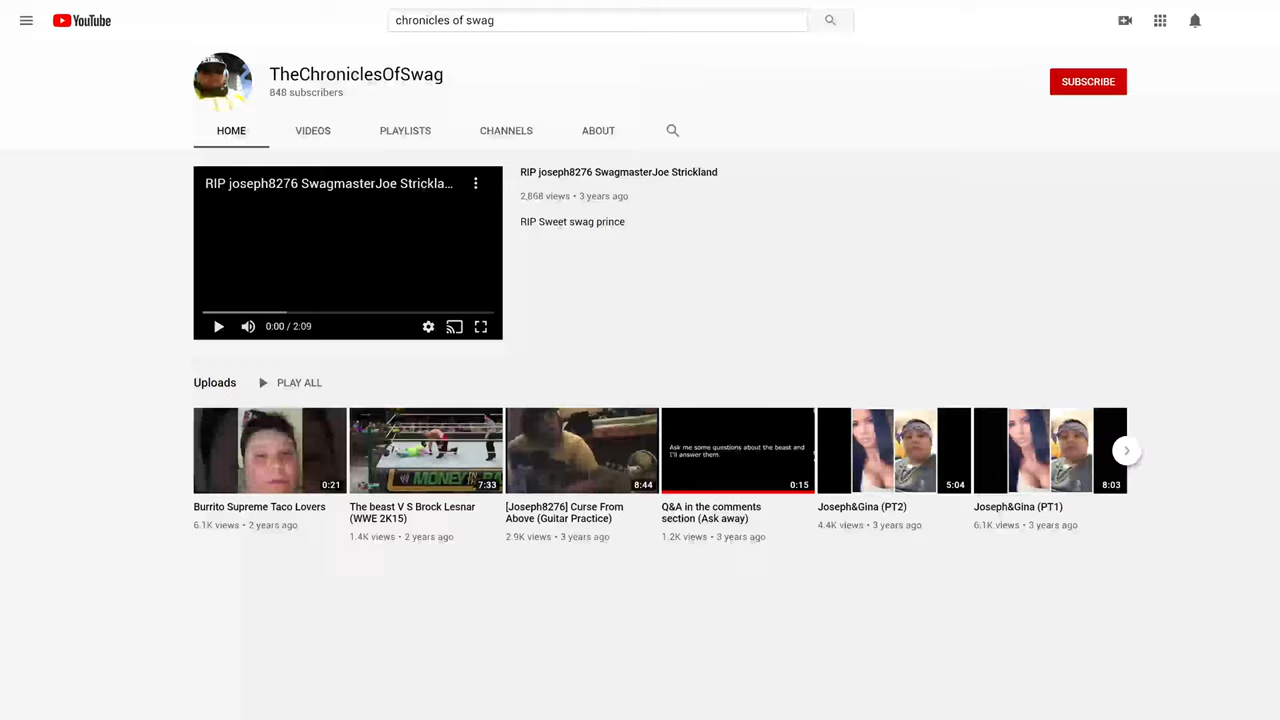 YouTube
chronicles of swag
TheChroniclesOfSwag
848 subscribers
SUBSCRIBE
HOME
VIDEOS
PLAYLISTS
CHANNELS
ABOUT
RIP joseph8276 SwagmasterJoe Strickla...
0:00 / 2:09
RIP joseph8276 SwagmasterJoe Strickland
2,868 views • 3 years ago
RIP Sweet swag prince
Uploads
PLAY ALL
0:21
Burrito Supreme Taco Lovers
6.1K views • 2 years ago
MONEY IN
7:33
The beast V S Brock Lesnar
(WWE 2K15)
1.4K views • 2 years ago
8:44
[Joseph8276] Curse From
Above (Guitar Practice)
2.9K views • 3 years ago
Ask me some questions about the beast and
I'll answer them.
0:15
Q&A in the comments
section (Ask away)
1.2K views • 3 years ago
5:04
Joseph&Gina (PT2)
4.4K views • 3 years ago
8:03
Joseph&Gina (PT1)
6.1K views • 3 years ago